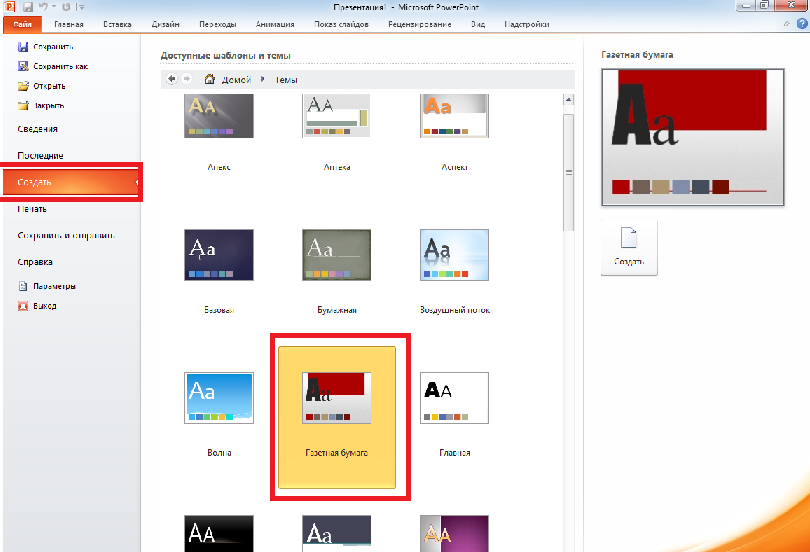 Презентация1 - Microsoft PowerPoint
Файл Главная Вставка Дизайн Переходы Анимация Показ слайдов Рецензирование Вид Надстройки
Сохранить
Сохранить как
Открыть
Закрыть
Сведения
Последние
Создать
Печать
Сохранить и отправить
Справка
Параметры
Выход
Доступные шаблоны и темы
Домой Темы
Aa Aa Aa
Апекс Аптека Аспект
Aa Aa Aa
Базовая Бумажная Воздушный поток
Aa Aa AA
Волна Газетная бумага Главная
AA Aa AA
Газетная бумага
Aa
Создать